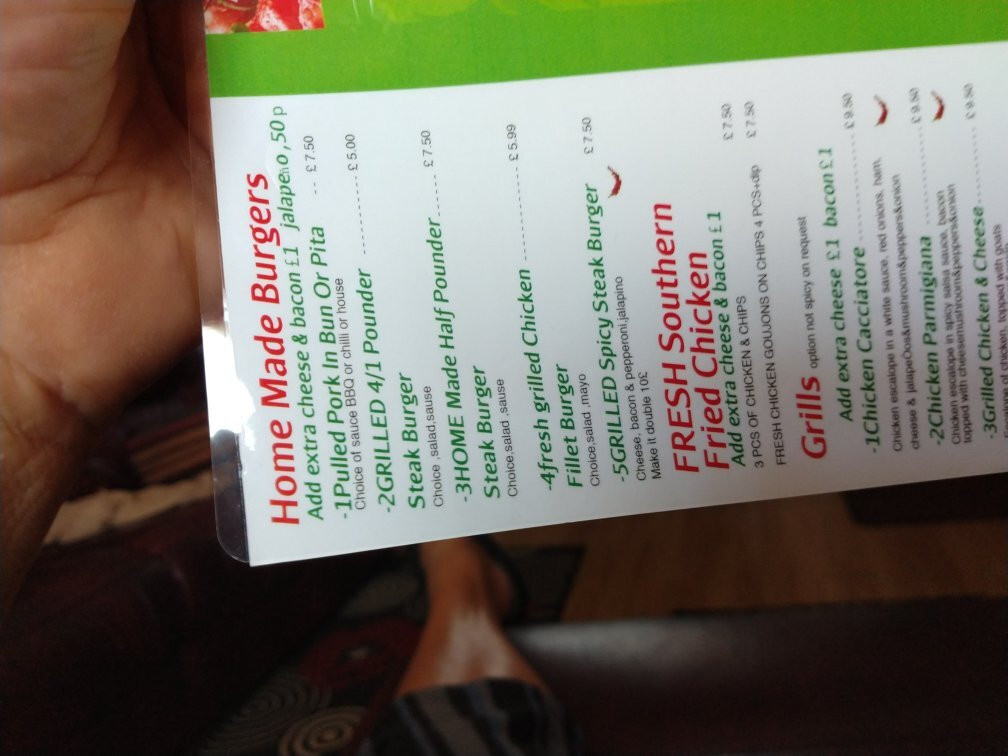 Home Made Burgers
Add extra cheese & bacon £1 jalapeño,50p
-1Pulled Pork In Bun Or Pita -- £ 7.50
Choice of sauce BBQ or chilli or house
-2GRILLED 4/1 Pounder ------------ £ 5.00
Steak Burger
Choice ,salad,sause
-3HOME Made Half Pounder ------ £ 7.50
Steak Burger
Choice,salad ,sause
-4fresh grilled Chicken ------------ £ 5.99
Fillet Burger
Choice,salad ,mayo
-5GRILLED Spicy Steak Burger £ 7.50
Cheese, bacon & pepperoni,jalapino
Make it double 10£
FRESH Southern
Fried Chicken
Add extra cheese & bacon £1
3 PCS OF CHICKEN & CHIPS £ 7.50
FRESH CHICKEN GOUJONS ON CHIPS 4 PCS+dip £ 7.50
Grills option not spicy on request
Add extra cheese £1 bacon £1
-1Chicken Cacciatore ------------ £ 9.50
Chicken escalope in a white sauce, red onions, ham,
cheese & jalapeOus&mushroom&peppers&onion
-2Chicken Parmigiana ---------- £ 9.50
Chicken escalope in spicy salsa sauce, bacon
topped with cheesemushtroum&peppers&onion
-3Grilled Chicken & Cheese ------ £ 9.50
chicken topped with goats